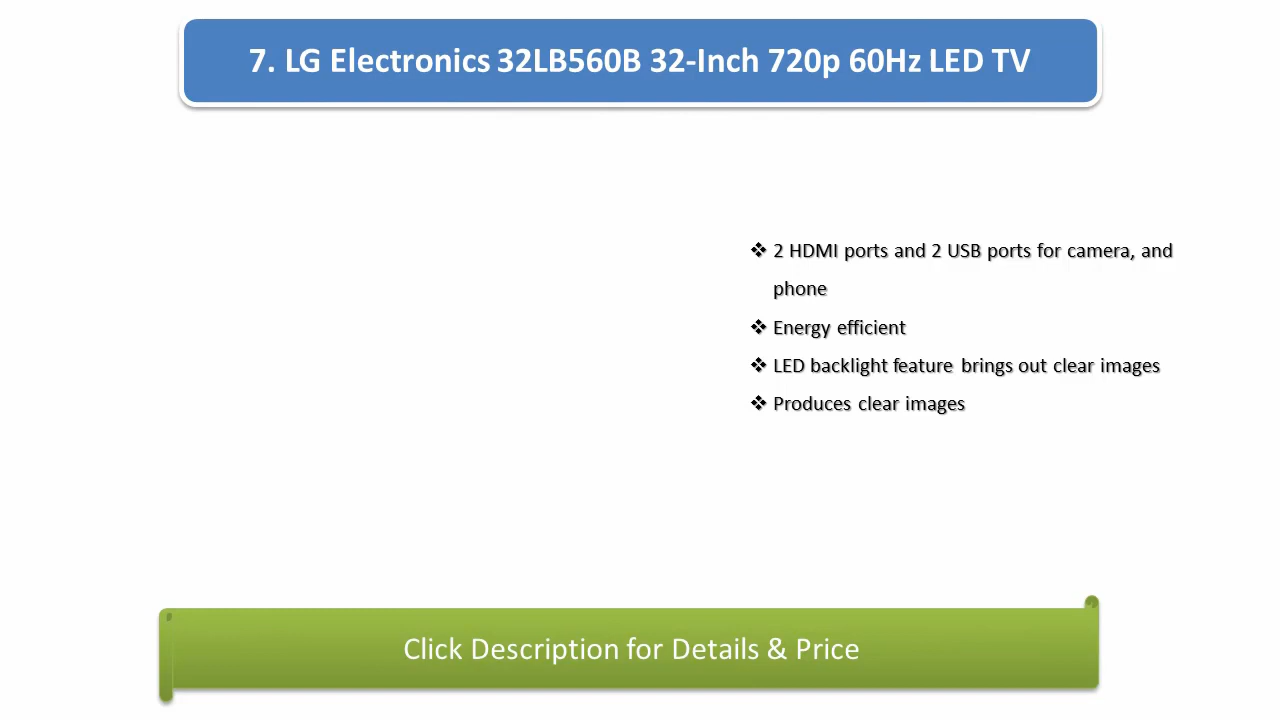 7. LG Electronics 32LB560B 32-Inch 720p 60Hz LED TV
❖ 2 HDMI ports and 2 USB ports for camera, and
phone
❖ Energy efficient
❖ LED backlight feature brings out clear images
❖ Produces clear images
Click Description for Details & Price